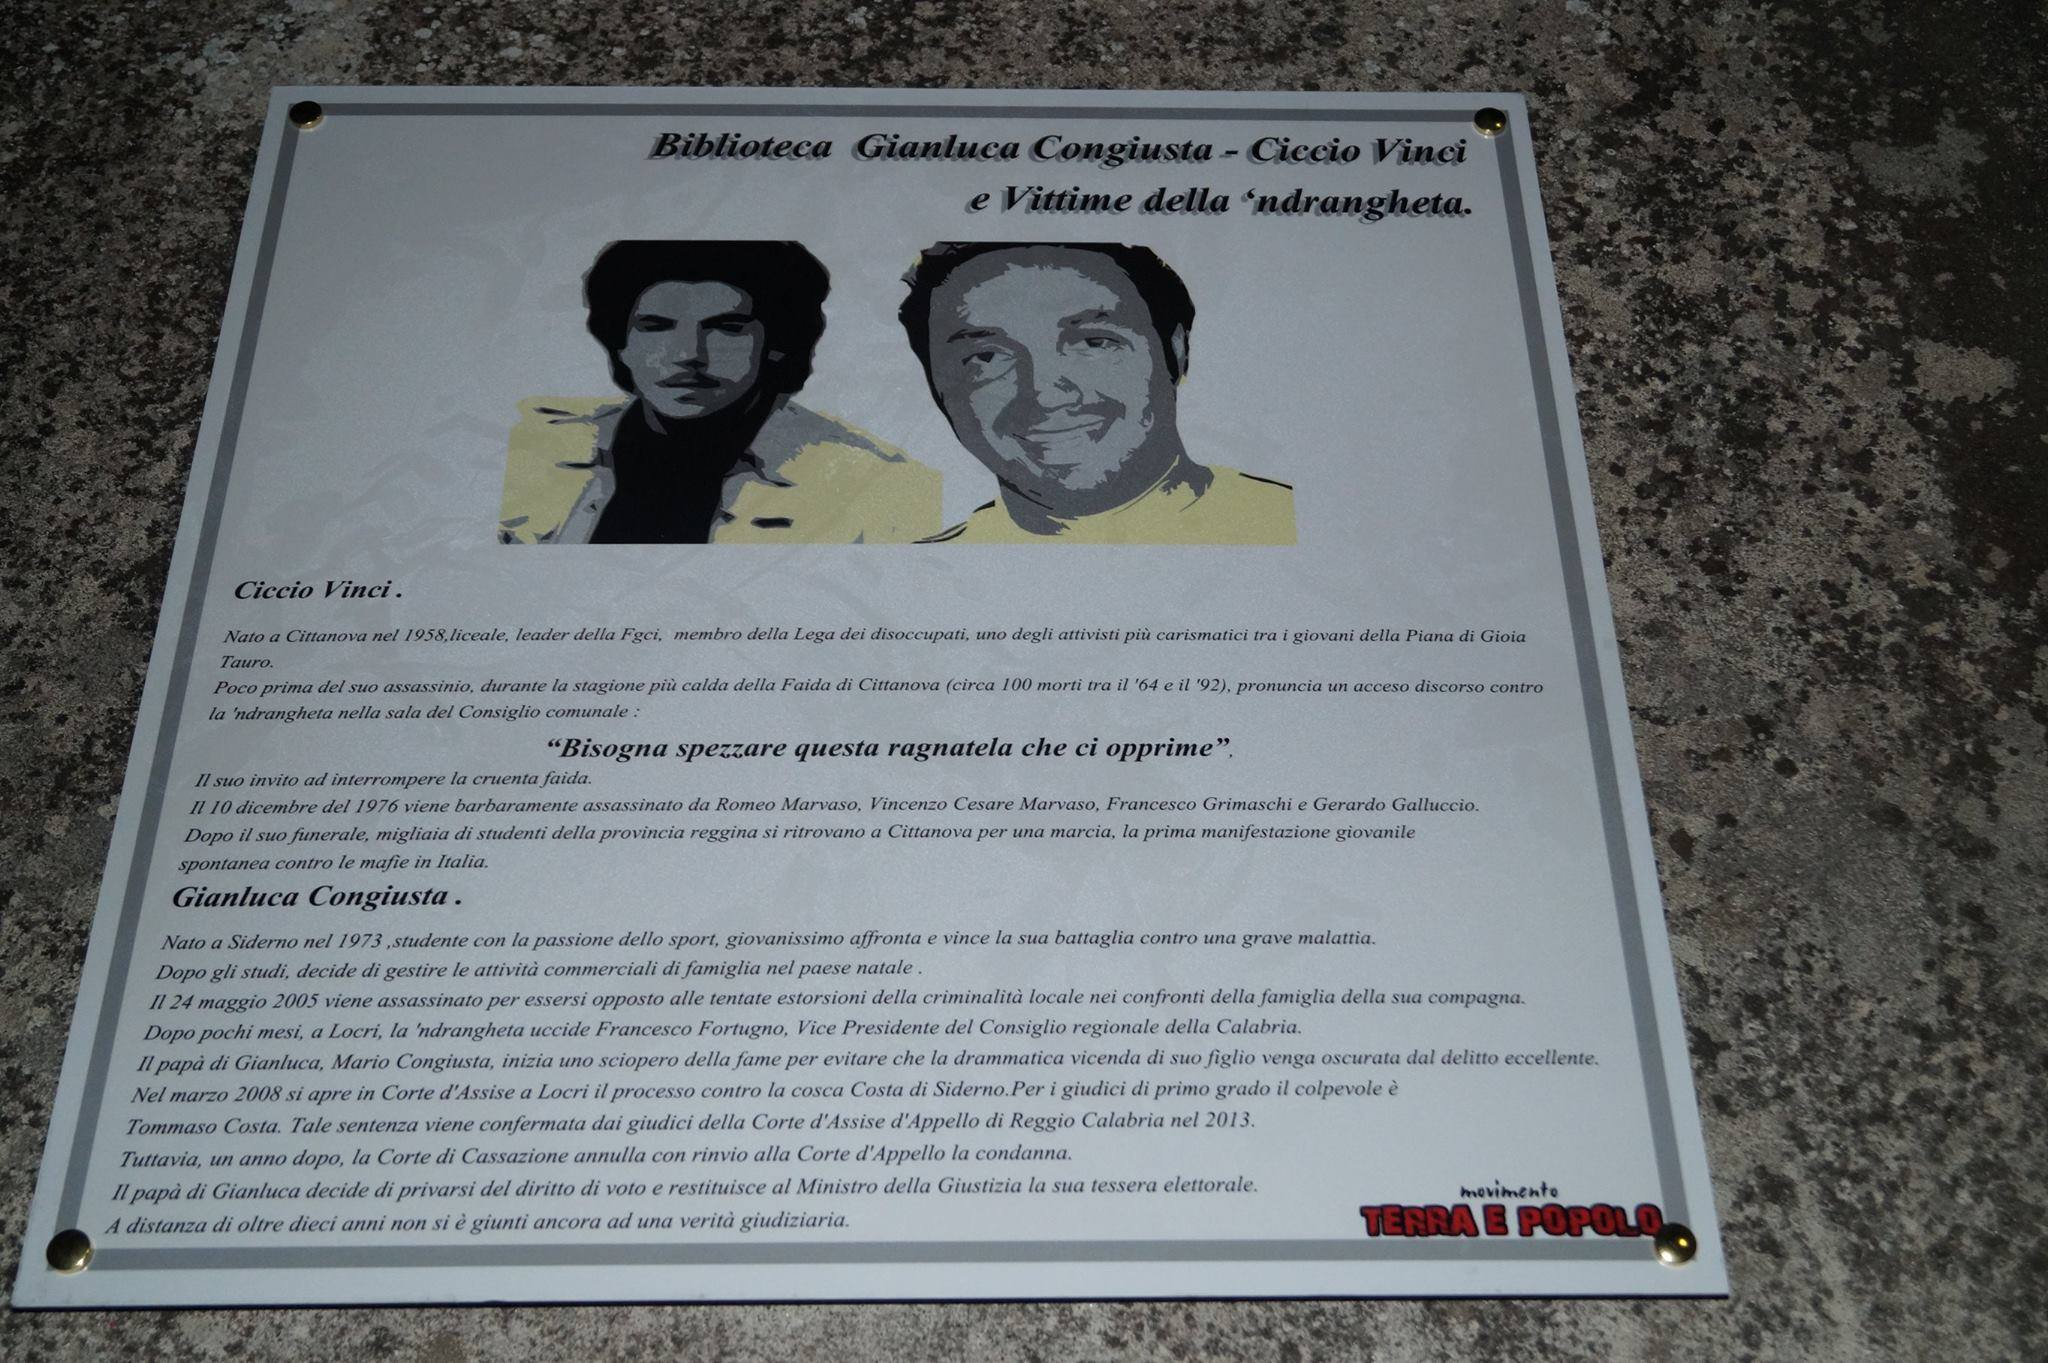 Biblioteca Gianluca Congiusta - Ciccio Vinci
e Vittime della ‘ndrangheta.
Ciccio Vinci .
Nato a Cittanova nel 1958,liceale, leader della Fgci, membro della Lega dei disoccupati, uno degli attivisti più carismatici tra i giovani della Piana di Gioia
Tauro.
Poco prima del suo assassinio, durante la stagione più calda della Faida di Cittanova (circa 100 morti tra il '64 e il '92), pronuncia un acceso discorso contro
la 'ndrangheta nella sala del Consiglio comunale :
“Bisogna spezzare questa ragnatela che ci opprime”.
Il suo invito ad interrompere la cruenta faida.
Il 10 dicembre del 1976 viene barbaramente assassinato da Romeo Marvaso, Vincenzo Cesare Marvaso, Francesco Grimaschi e Gerardo Galluccio.
Dopo il suo funerale, migliaia di studenti della provincia reggina si ritrovano a Cittanova per una marcia, la prima manifestazione giovanile
spontanea contro le mafie in Italia.
Gianluca Congiusta .
Nato a Siderno nel 1973 ,studente con la passione dello sport, giovanissimo affronta e vince la sua battaglia contro una grave malattia.
Dopo gli studi, decide di gestire le attività commerciali di famiglia nel paese natale .
Il 24 maggio 2005 viene assassinato per essersi opposto alle tentate estorsioni della criminalità locale nei confronti della famiglia della sua compagna.
Dopo pochi mesi, a Locri, la 'ndrangheta uccide Francesco Fortugno, Vice Presidente del Consiglio regionale della Calabria.
Il papà di Gianluca, Mario Congiusta, inizia uno sciopero della fame per evitare che la drammatica vicenda di suo figlio venga oscurata dal delitto eccellente.
Nel marzo 2008 si apre in Corte d'Assise a Locri il processo contro la cosca Costa di Siderno.Per i giudici di primo grado il colpevole è
Tommaso Costa. Tale sentenza viene confermata dai giudici della Corte d'Assise d'Appello di Reggio Calabria nel 2013.
Tuttavia, un anno dopo, la Corte di Cassazione annulla con rinvio alla Corte d'Appello la condanna.
Il papà di Gianluca decide di privarsi del diritto di voto e restituisce al Ministro della Giustizia la sua tessera elettorale.
A distanza di oltre dieci anni non si è giunti ancora ad una verità giudiziaria.
movimento
TERRA E POPOLO